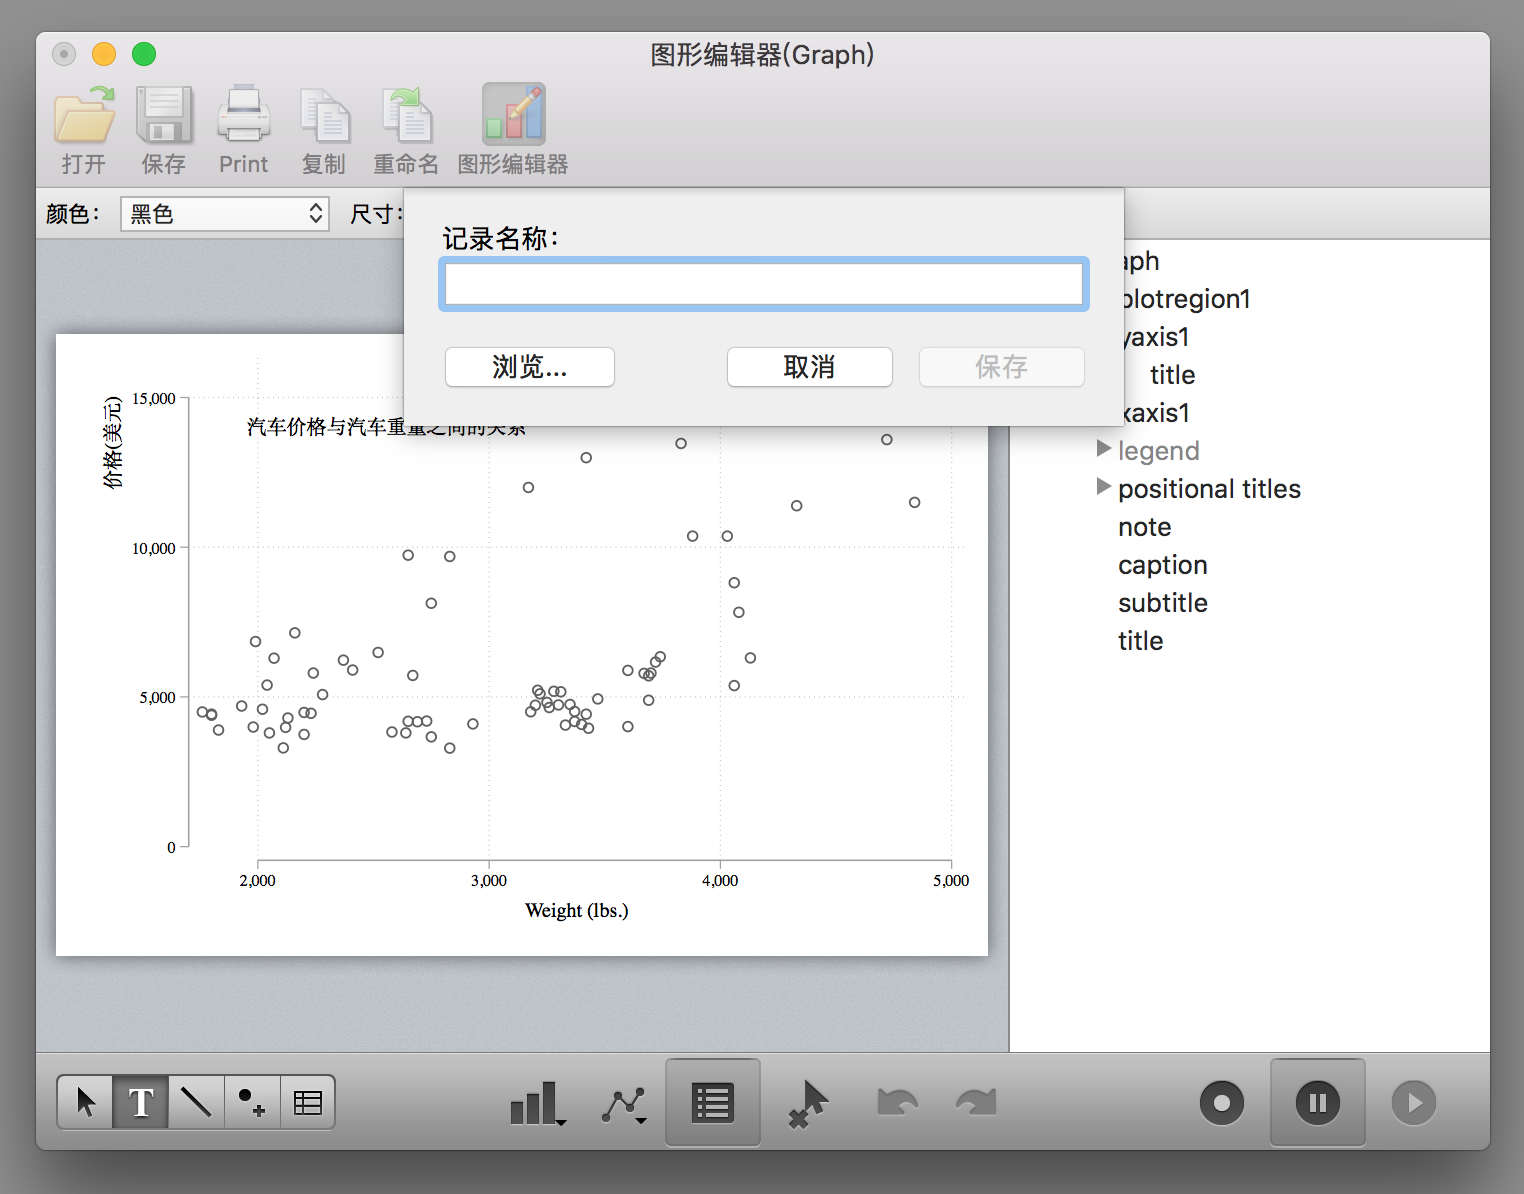 图形编辑器(Graph)
打开 保存 Print 复制 重命名 图形编辑器
颜色： 黑色 尺寸：
记录名称：
浏览... 取消 保存
aph
plotregion1
yaxis1
title
xaxis1
legend
positional titles
note
caption
subtitle
title
汽车价格与汽车重量之间的关系
价格(美元)
15,000
10,000
5,000
0
2,000 3,000 4,000 5,000
Weight (lbs.)
T